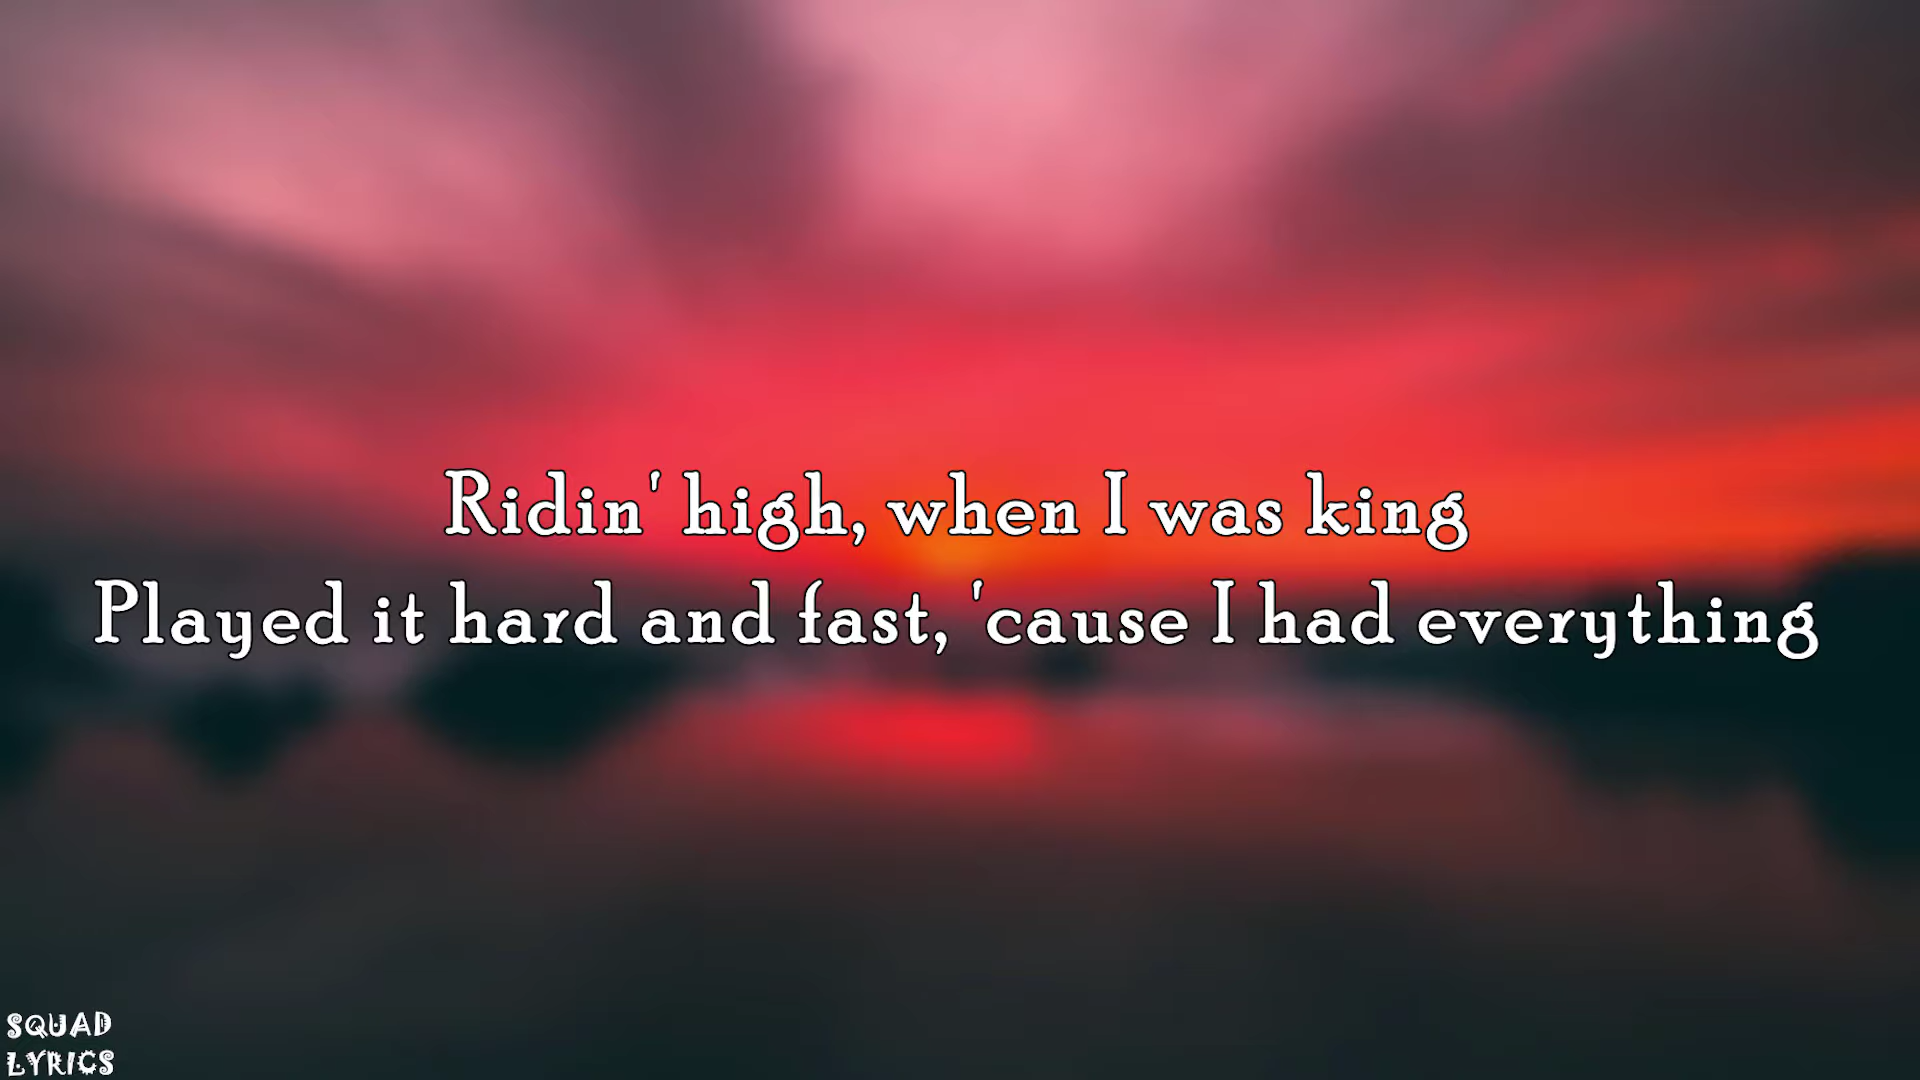 Ridin' high, when I was king
Played it hard and fast, 'cause I had everything
SQUAD
LYRICS